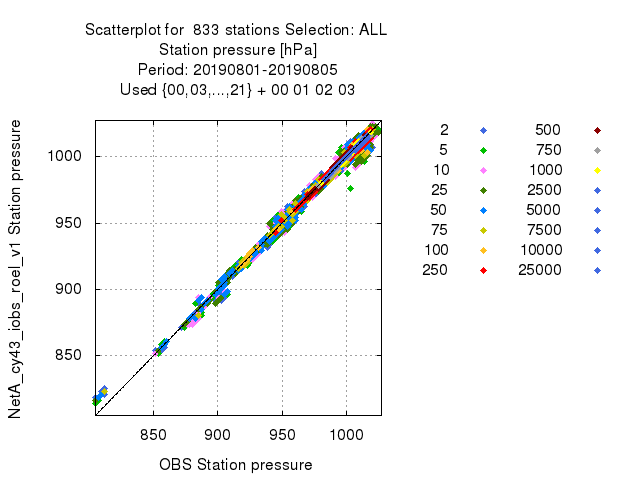 Scatterplot for 833 stations Selection: ALL
Station pressure [hPa]
Period: 20190801-20190805
Used {00,03,...,21} + 00 01 02 03
NetA_cy43_iobs_roel_v1 Station pressure
1000
950
900
850
850 900 950 1000
OBS Station pressure
2 500
5 750
10 1000
25 2500
50 5000
75 7500
100 10000
250 25000